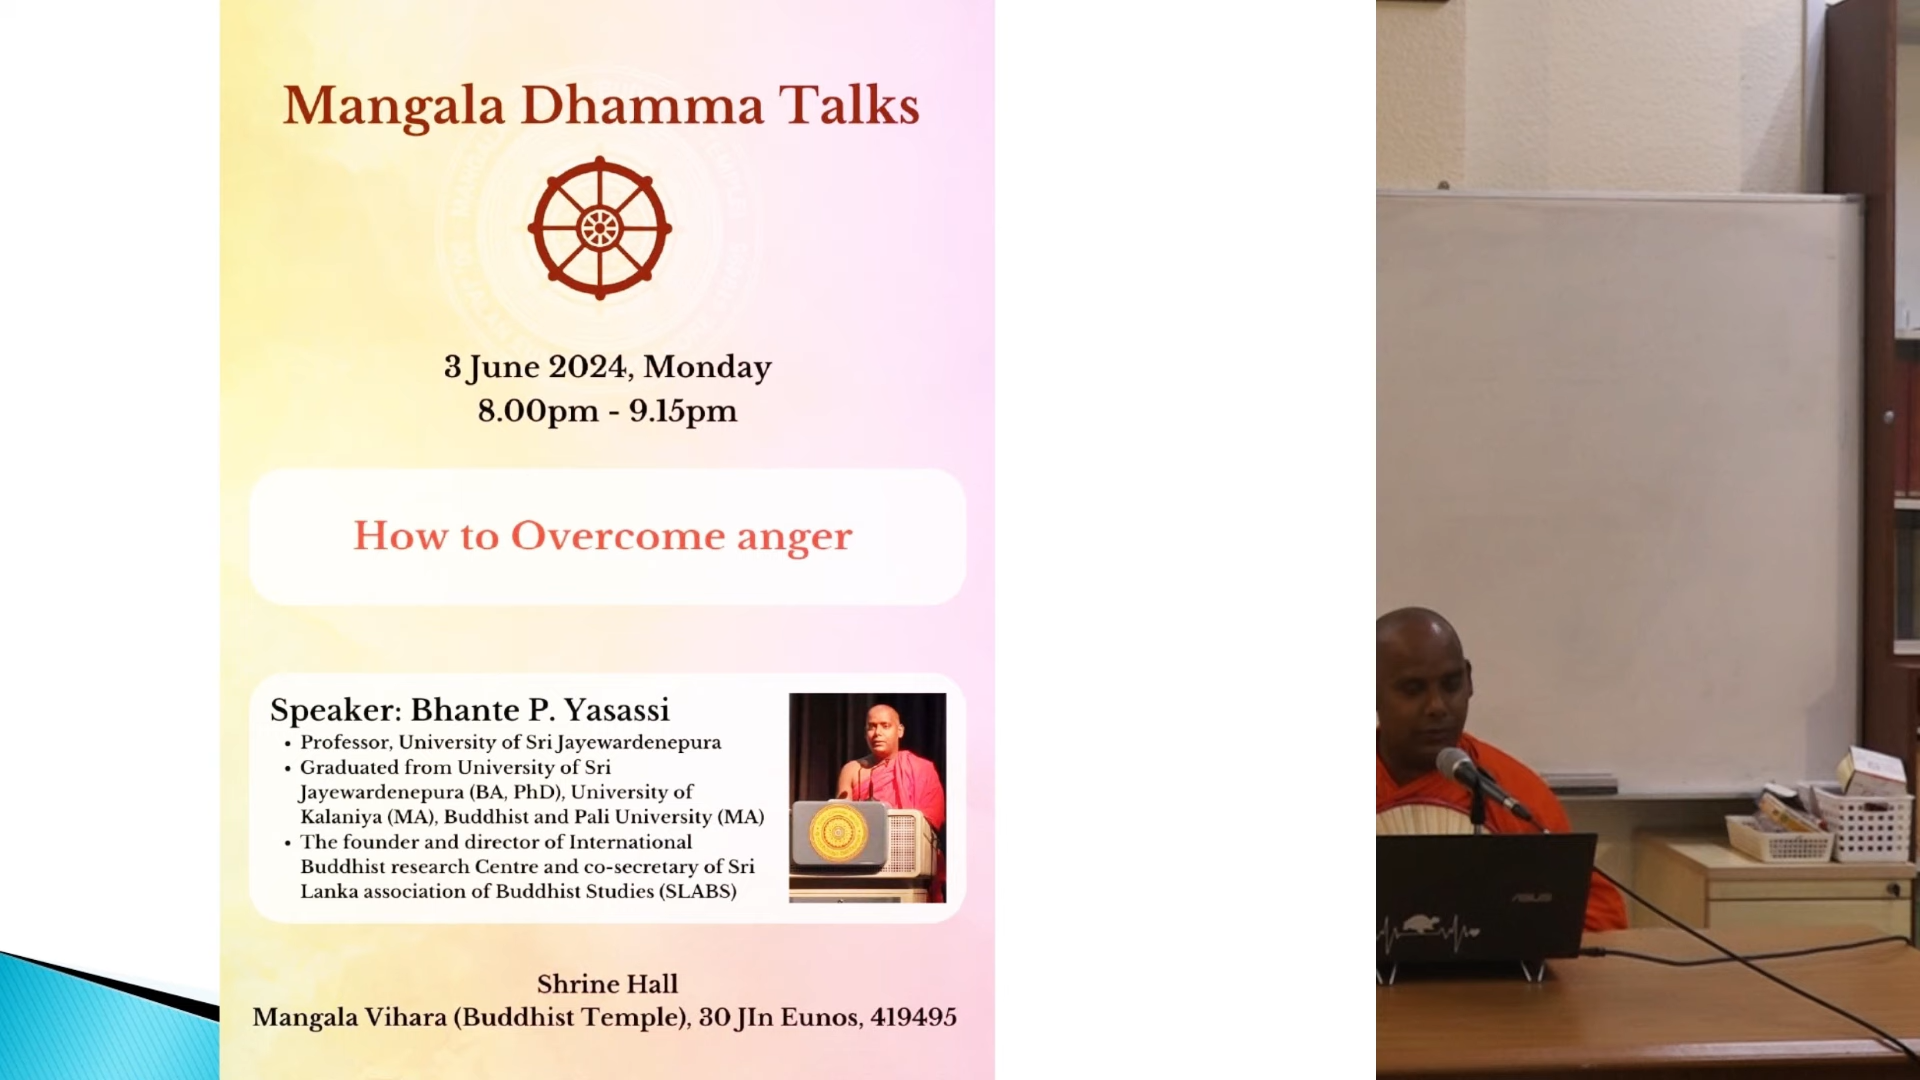 Mangala Dhamma Talks
3 June 2024, Monday
8.00pm - 9.15pm
How to Overcome anger
Speaker: Bhante P. Yasassi
• Professor, University of Sri Jayewardenepura
• Graduated from University of Sri
Jayewardenepura (BA, PhD), University of
Kalaniya (MA), Buddhist and Pali University (MA)
• The founder and director of International
Buddhist research Centre and co-secretary of Sri
Lanka association of Buddhist Studies (SLABS)
Shrine Hall
Mangala Vihara (Buddhist Temple), 30 JIn Eunos, 419495
ASUS